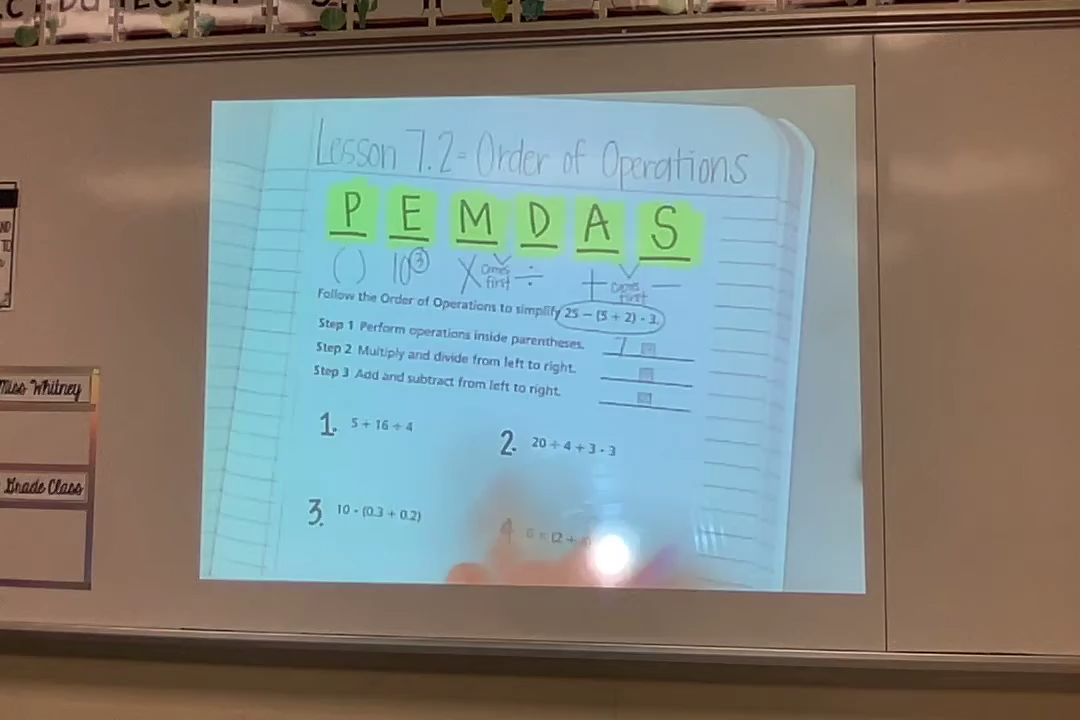 Lesson 7.2= Order of Operations
P E M D A S
( ) 10③ X comes first ÷ + comes first —
Follow the Order of Operations to simplify 25 − (5 + 2) · 3.
Step 1 Perform operations inside parentheses. 7
Step 2 Multiply and divide from left to right.
Step 3 Add and subtract from left to right.
1. 5 + 16 ÷ 4
2. 20 ÷ 4 + 3 · 3
3. 10 - (0.3 + 0.2)
4
Miss Whitney
Grade Class